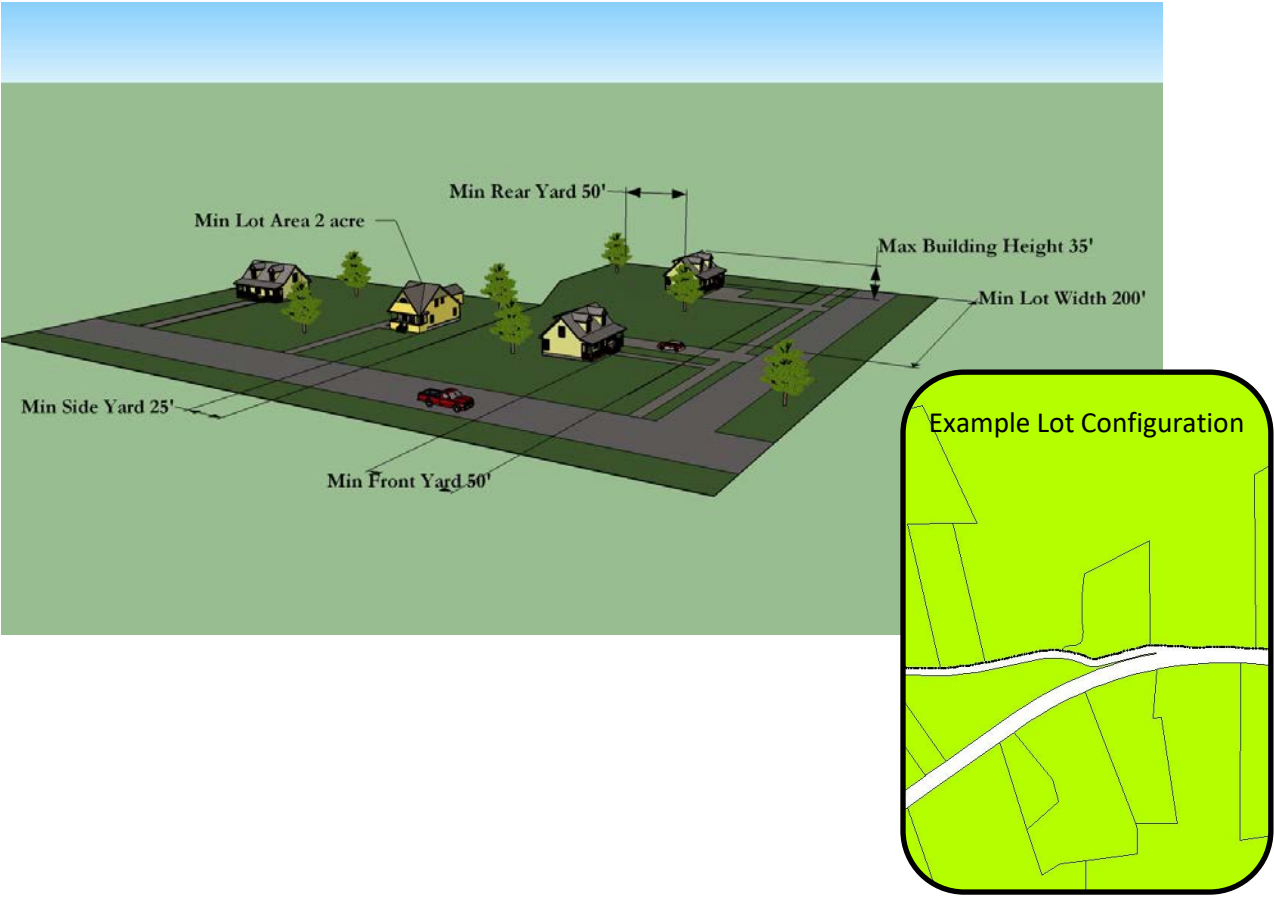 Min Rear Yard 50'
Min Lot Area 2 acre
Max Building Height 35'
Min Lot Width 200'
Min Side Yard 25'
Min Front Yard 50'
Example Lot Configuration